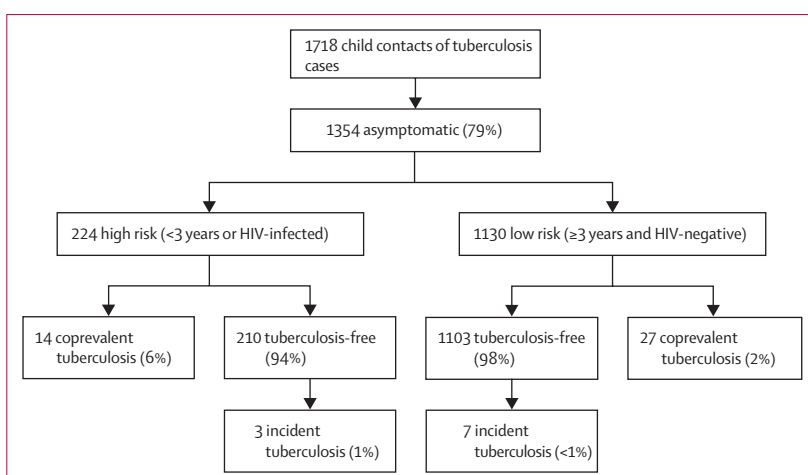 1718 child contacts of tuberculosis
cases
1354 asymptomatic (79%)
224 high risk (<3 years or HIV-infected)
1130 low risk (≥3 years and HIV-negative)
14 coprevalent
tuberculosis (6%)
210 tuberculosis-free
(94%)
1103 tuberculosis-free
(98%)
27 coprevalent
tuberculosis (2%)
3 incident
tuberculosis (1%)
7 incident
tuberculosis (<1%)